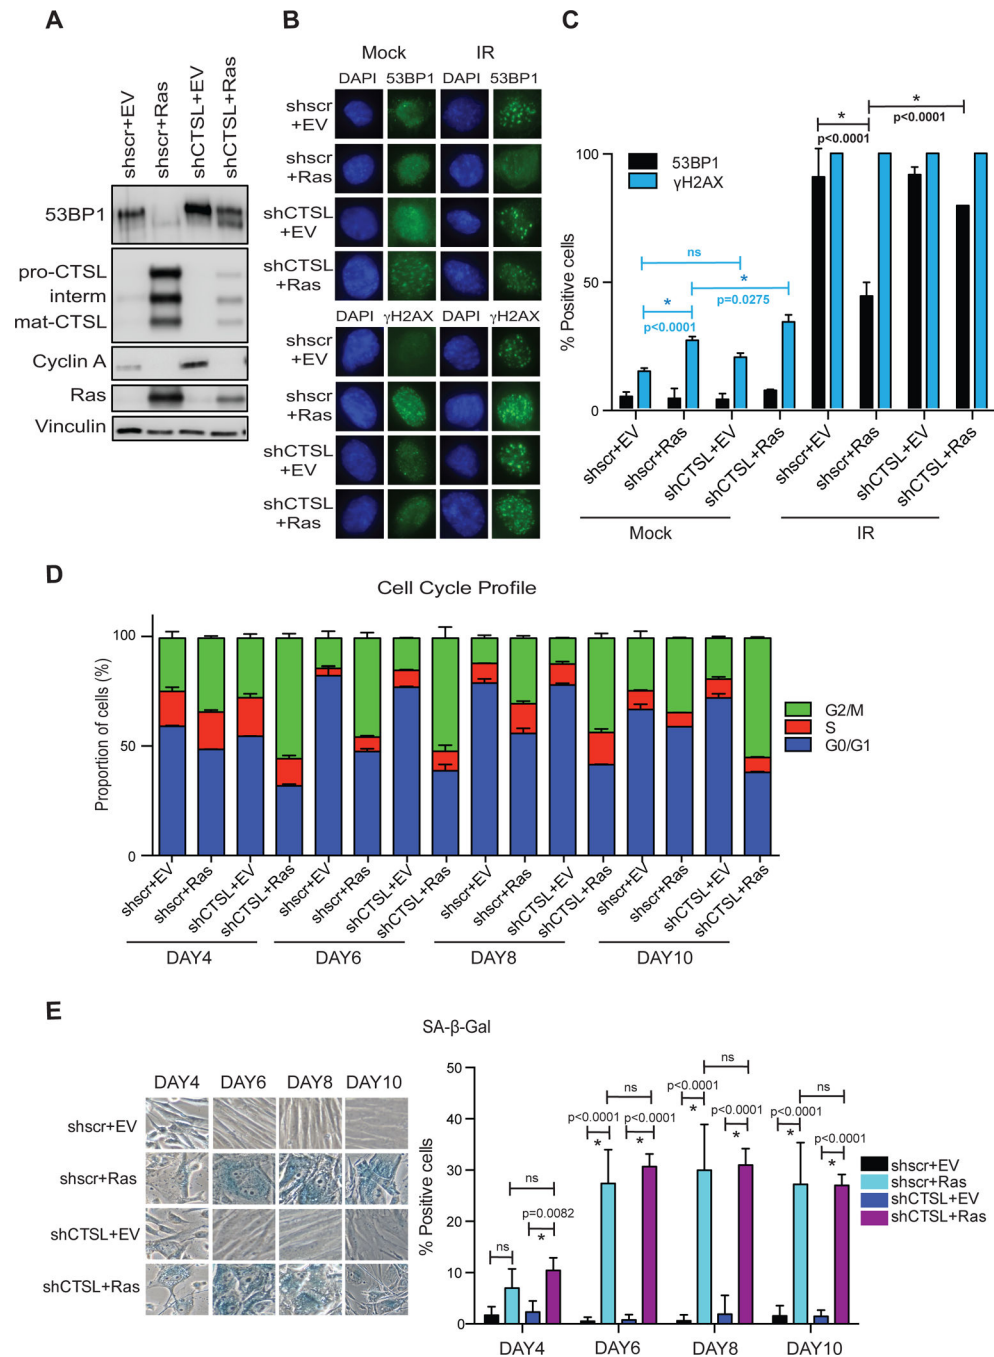 A
shscr+EV
shscr+Ras
shCTSL+EV
shCTSL+Ras
53BP1
pro-CTSL
interm
mat-CTSL
Cyclin A
Ras
Vinculin
B
Mock IR
DAPI 53BP1 DAPI 53BP1
shscr
+EV
shscr
+Ras
shCTSL
+EV
shCTSL
+Ras
DAPI γH2AX DAPI γH2AX
shscr
+EV
shscr
+Ras
shCTSL
+EV
shCTSL
+Ras
C
% Positive cells
100
50
0
53BP1
γH2AX
ns
*
p<0.0001
*
p=0.0275
*
p<0.0001
*
p<0.0001
shscr+EV
shscr+Ras
shCTSL+EV
shCTSL+Ras
shscr+EV
shscr+Ras
shCTSL+EV
shCTSL+Ras
Mock IR
D
Cell Cycle Profile
Proportion of cells (%)
100
50
0
G2/M
S
G0/G1
shscr+EV
shscr+Ras
shCTSL+EV
shCTSL+Ras
shscr+EV
shscr+Ras
shCTSL+EV
shCTSL+Ras
shscr+EV
shscr+Ras
shCTSL+EV
shCTSL+Ras
shscr+EV
shscr+Ras
shCTSL+EV
shCTSL+Ras
DAY4 DAY6 DAY8 DAY10
E
SA-β-Gal
DAY4 DAY6 DAY8 DAY10
shscr+EV
shscr+Ras
shCTSL+EV
shCTSL+Ras
% Positive cells
50
40
30
20
10
0
ns
ns
p=0.0082
*
ns
p<0.0001
*
p<0.0001
*
ns
p<0.0001
*
p<0.0001
*
ns
p<0.0001
*
p<0.0001
*
shscr+EV
shscr+Ras
shCTSL+EV
shCTSL+Ras
DAY4 DAY6 DAY8 DAY10